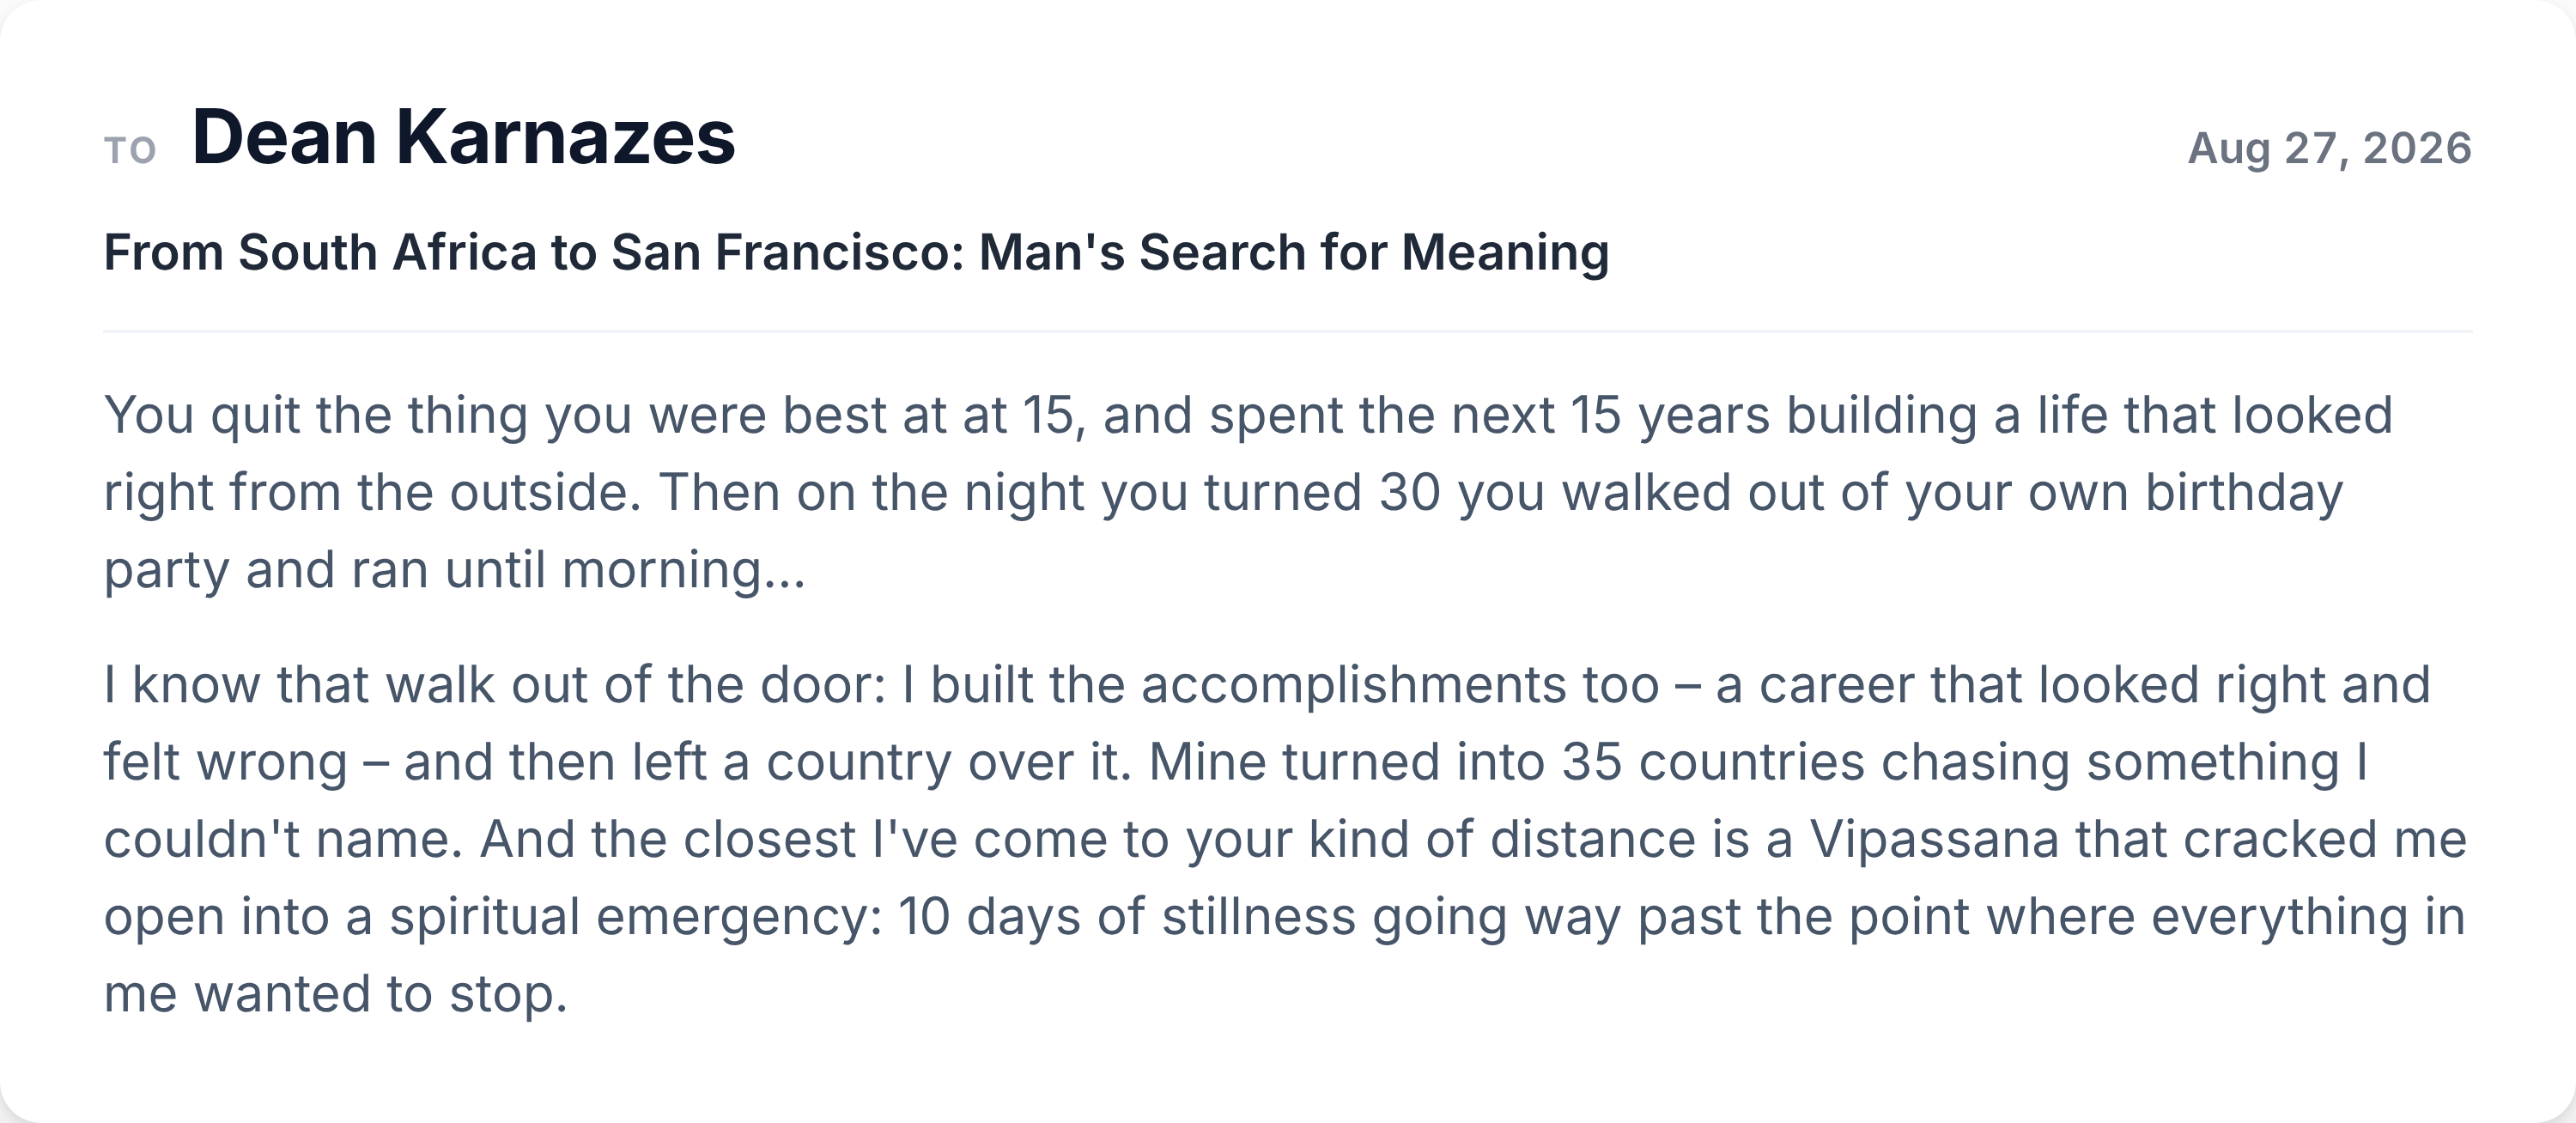 TO Dean Karnazes Aug 27, 2026
From South Africa to San Francisco: Man's Search for Meaning
You quit the thing you were best at at 15, and spent the next 15 years building a life that looked
right from the outside. Then on the night you turned 30 you walked out of your own birthday
party and ran until morning...
I know that walk out of the door: I built the accomplishments too – a career that looked right and
felt wrong – and then left a country over it. Mine turned into 35 countries chasing something I
couldn't name. And the closest I've come to your kind of distance is a Vipassana that cracked me
open into a spiritual emergency: 10 days of stillness going way past the point where everything in
me wanted to stop.